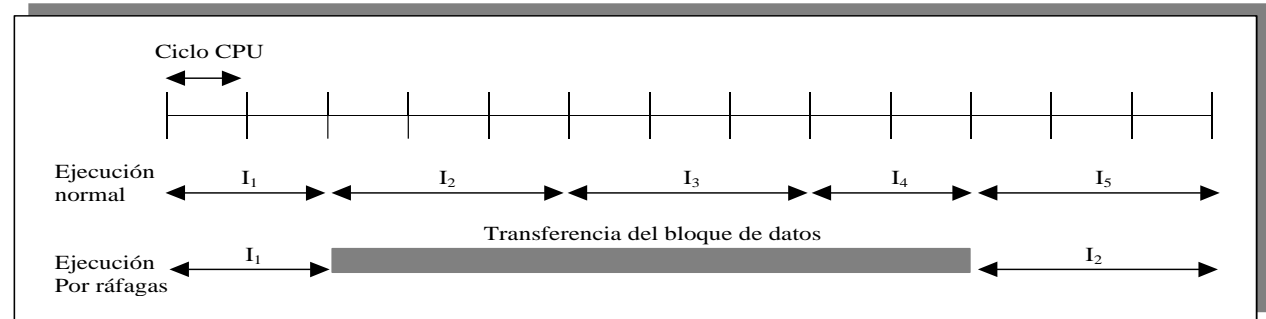 Ciclo CPU
Ejecución
normal
I₁ I₂ I₃ I₄ I₅
Transferencia del bloque de datos
Ejecución
Por ráfagas
I₁ I₂